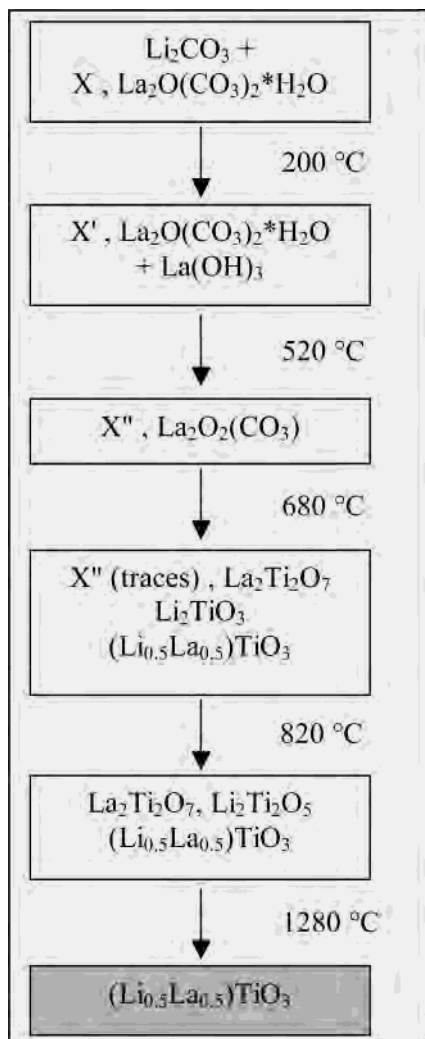 Li₂CO₃ +
X , La₂O(CO₃)₂*H₂O
200 °C
X' , La₂O(CO₃)₂*H₂O
+ La(OH)₃
520 °C
X" , La₂O₂(CO₃)
680 °C
X" (traces) , La₂Ti₂O₇
Li₂TiO₃
(Li₀.₅La₀.₅)TiO₃
820 °C
La₂Ti₂O₇, Li₂Ti₂O₅
(Li₀.₅La₀.₅)TiO₃
1280 °C
(Li₀.₅La₀.₅)TiO₃